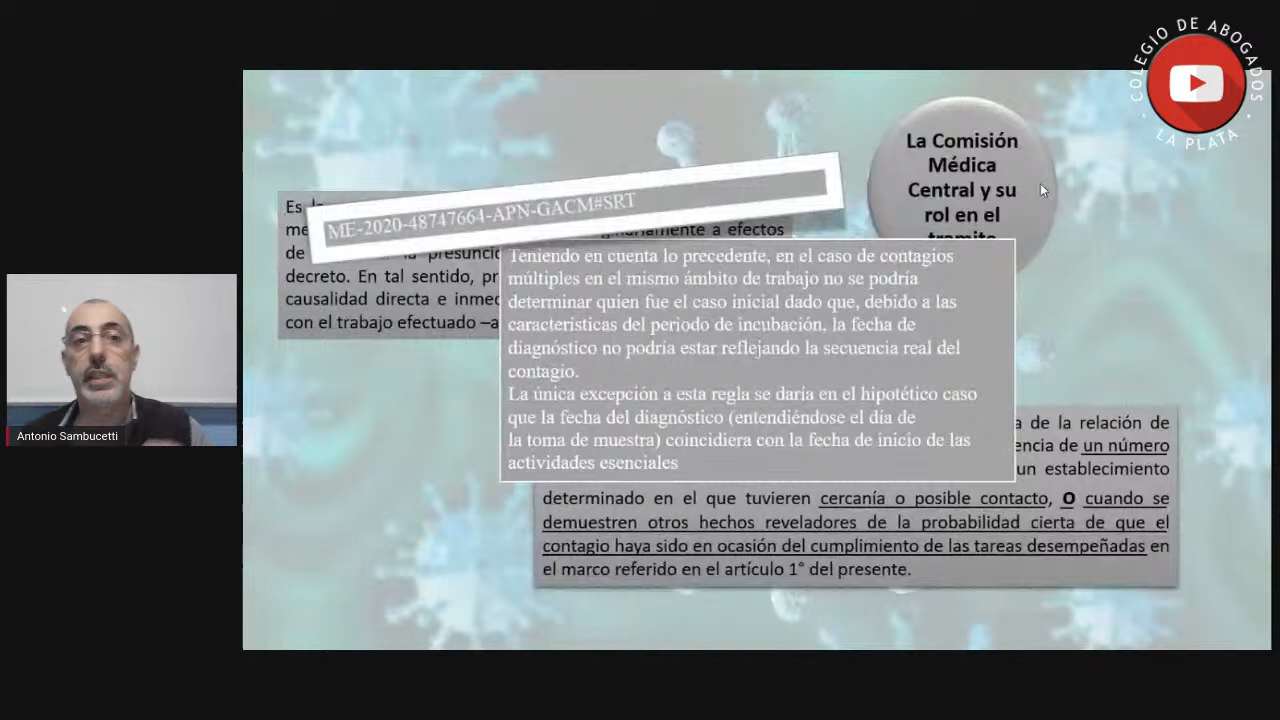 COLEGIO DE ABOGADOS
· LA PLATA ·
La Comisión
Médica
Central y su
rol en el
tramite
Es
me
ME-2020-48747664-APN-GACM#SRT
a efectos
de
decreto. En tal sentido,
causalidad directa e
con el trabajo efectuado
Teniendo en cuenta lo precedente, en el caso de contagios
múltiples en el mismo ámbito de trabajo no se podría
determinar quien fue el caso inicial dado que, debido a las
características del periodo de incubación, la fecha de
diagnóstico no podría estar reflejando la secuencia real del
contagio.
La única excepción a esta regla se daría en el hipotético caso
que la fecha del diagnóstico (entendiéndose el día de
la toma de muestra) coincidiera con la fecha de inicio de las
actividades esenciales
a de la relación de
encia de un número
un establecimiento
determinado en el que tuvieren cercanía o posible contacto, O cuando se
demuestren otros hechos reveladores de la probabilidad cierta de que el
contagio haya sido en ocasión del cumplimiento de las tareas desempeñadas en
el marco referido en el artículo 1° del presente.
Antonio Sambucetti